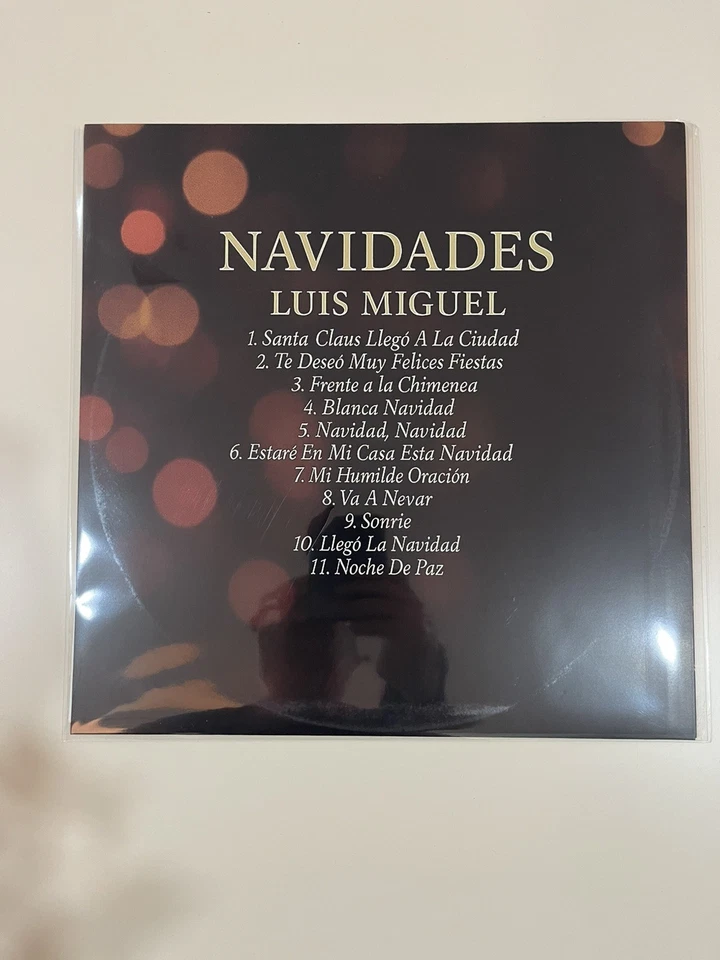 NAVIDADES
LUIS MIGUEL
1. Santa Claus Llegó A La Ciudad
2. Te Deseó Muy Felices Fiestas
3. Frente a la Chimenea
4. Blanca Navidad
5. Navidad, Navidad
6. Estaré En Mi Casa Esta Navidad
7. Mi Humilde Oración
8. Va A Nevar
9. Sonrie
10. Llegó La Navidad
11. Noche De Paz